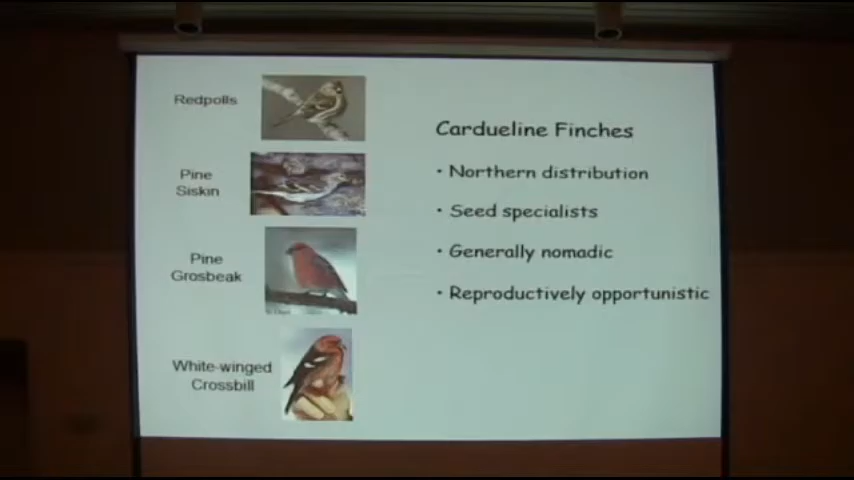 Redpolls
Pine
Siskin
Pine
Grosbeak
White-winged
Crossbill
Cardueline Finches
• Northern distribution
• Seed specialists
• Generally nomadic
• Reproductively opportunistic